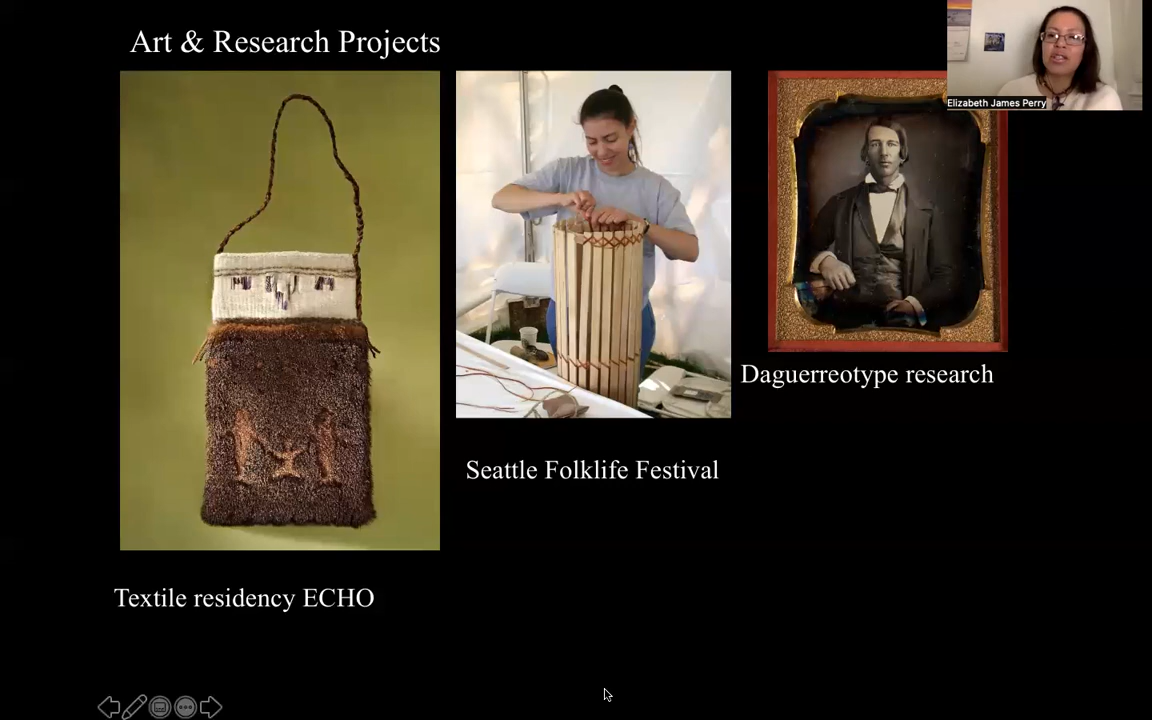 Art & Research Projects
Elizabeth James Perry
Daguerreotype research
Seattle Folklife Festival
Textile residency ECHO